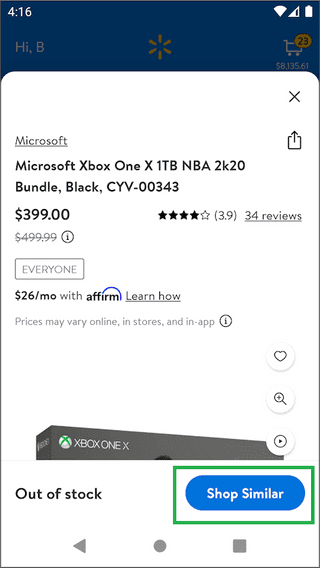 4:16
Hi, B
23
$8,135.61
Microsoft
Microsoft Xbox One X 1TB NBA 2k20
Bundle, Black, CYV-00343
$399.00
(3.9) 34 reviews
$499.99
EVERYONE
$26/mo with affirm Learn how
Prices may vary online, in stores, and in-app
XBOX ONE X
Out of stock
Shop Similar